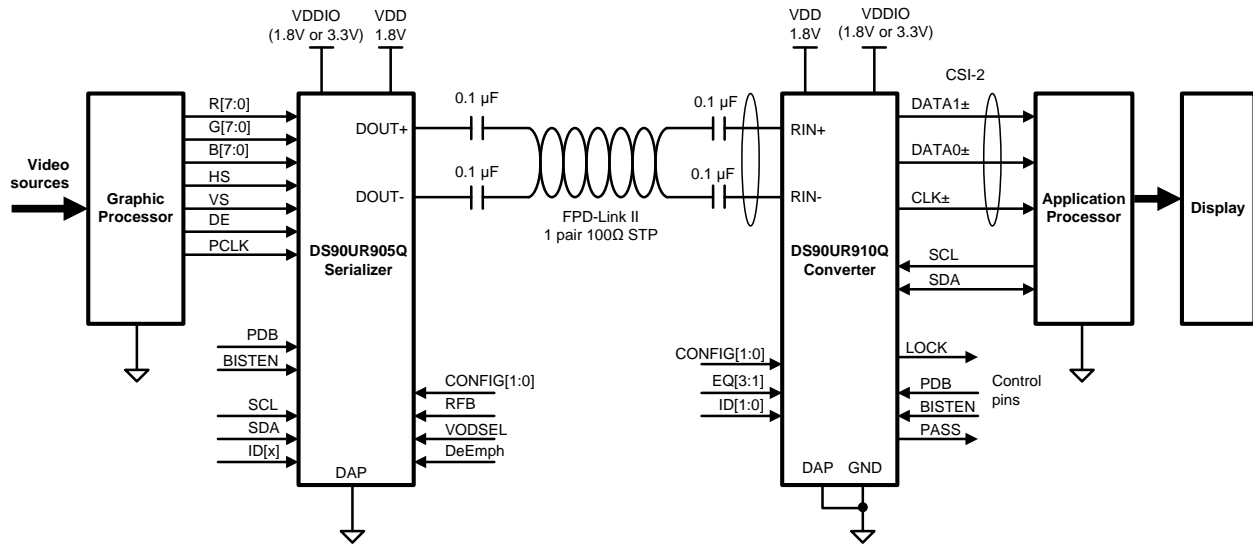 VDDIO
(1.8V or 3.3V)
VDD
1.8V
VDD
1.8V
VDDIO
(1.8V or 3.3V)
CSI-2
Video
sources
Graphic
Processor
R[7:0]
G[7:0]
B[7:0]
HS
VS
DE
PCLK
PDB
BISTEN
SCL
SDA
ID[x]
DOUT+
DOUT-
DS90UR905Q
Serializer
DAP
CONFIG[1:0]
RFB
VODSEL
DeEmph
0.1 µF
0.1 µF
0.1 µF
0.1 µF
FPD-Link II
1 pair 100Ω STP
RIN+
RIN-
DS90UR910Q
Converter
DAP
GND
CONFIG[1:0]
EQ[3:1]
ID[1:0]
DATA1±
DATA0±
CLK±
SCL
SDA
LOCK
PDB
BISTEN
PASS
Control
pins
Application
Processor
Display